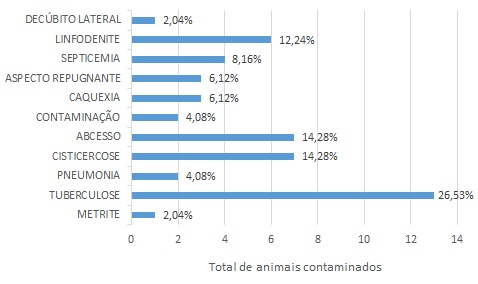 DECÚBITO LATERAL 2,04%
LINFODENITE 12,24%
SEPTICEMIA 8,16%
ASPECTO REPUGNANTE 6,12%
CAQUEXIA 6,12%
CONTAMINAÇÃO 4,08%
ABCESSO 14,28%
CISTICERCOSE 14,28%
PNEUMONIA 4,08%
TUBERCULOSE 26,53%
METRITE 2,04%
0 2 4 6 8 10 12 14
Total de animais contaminados